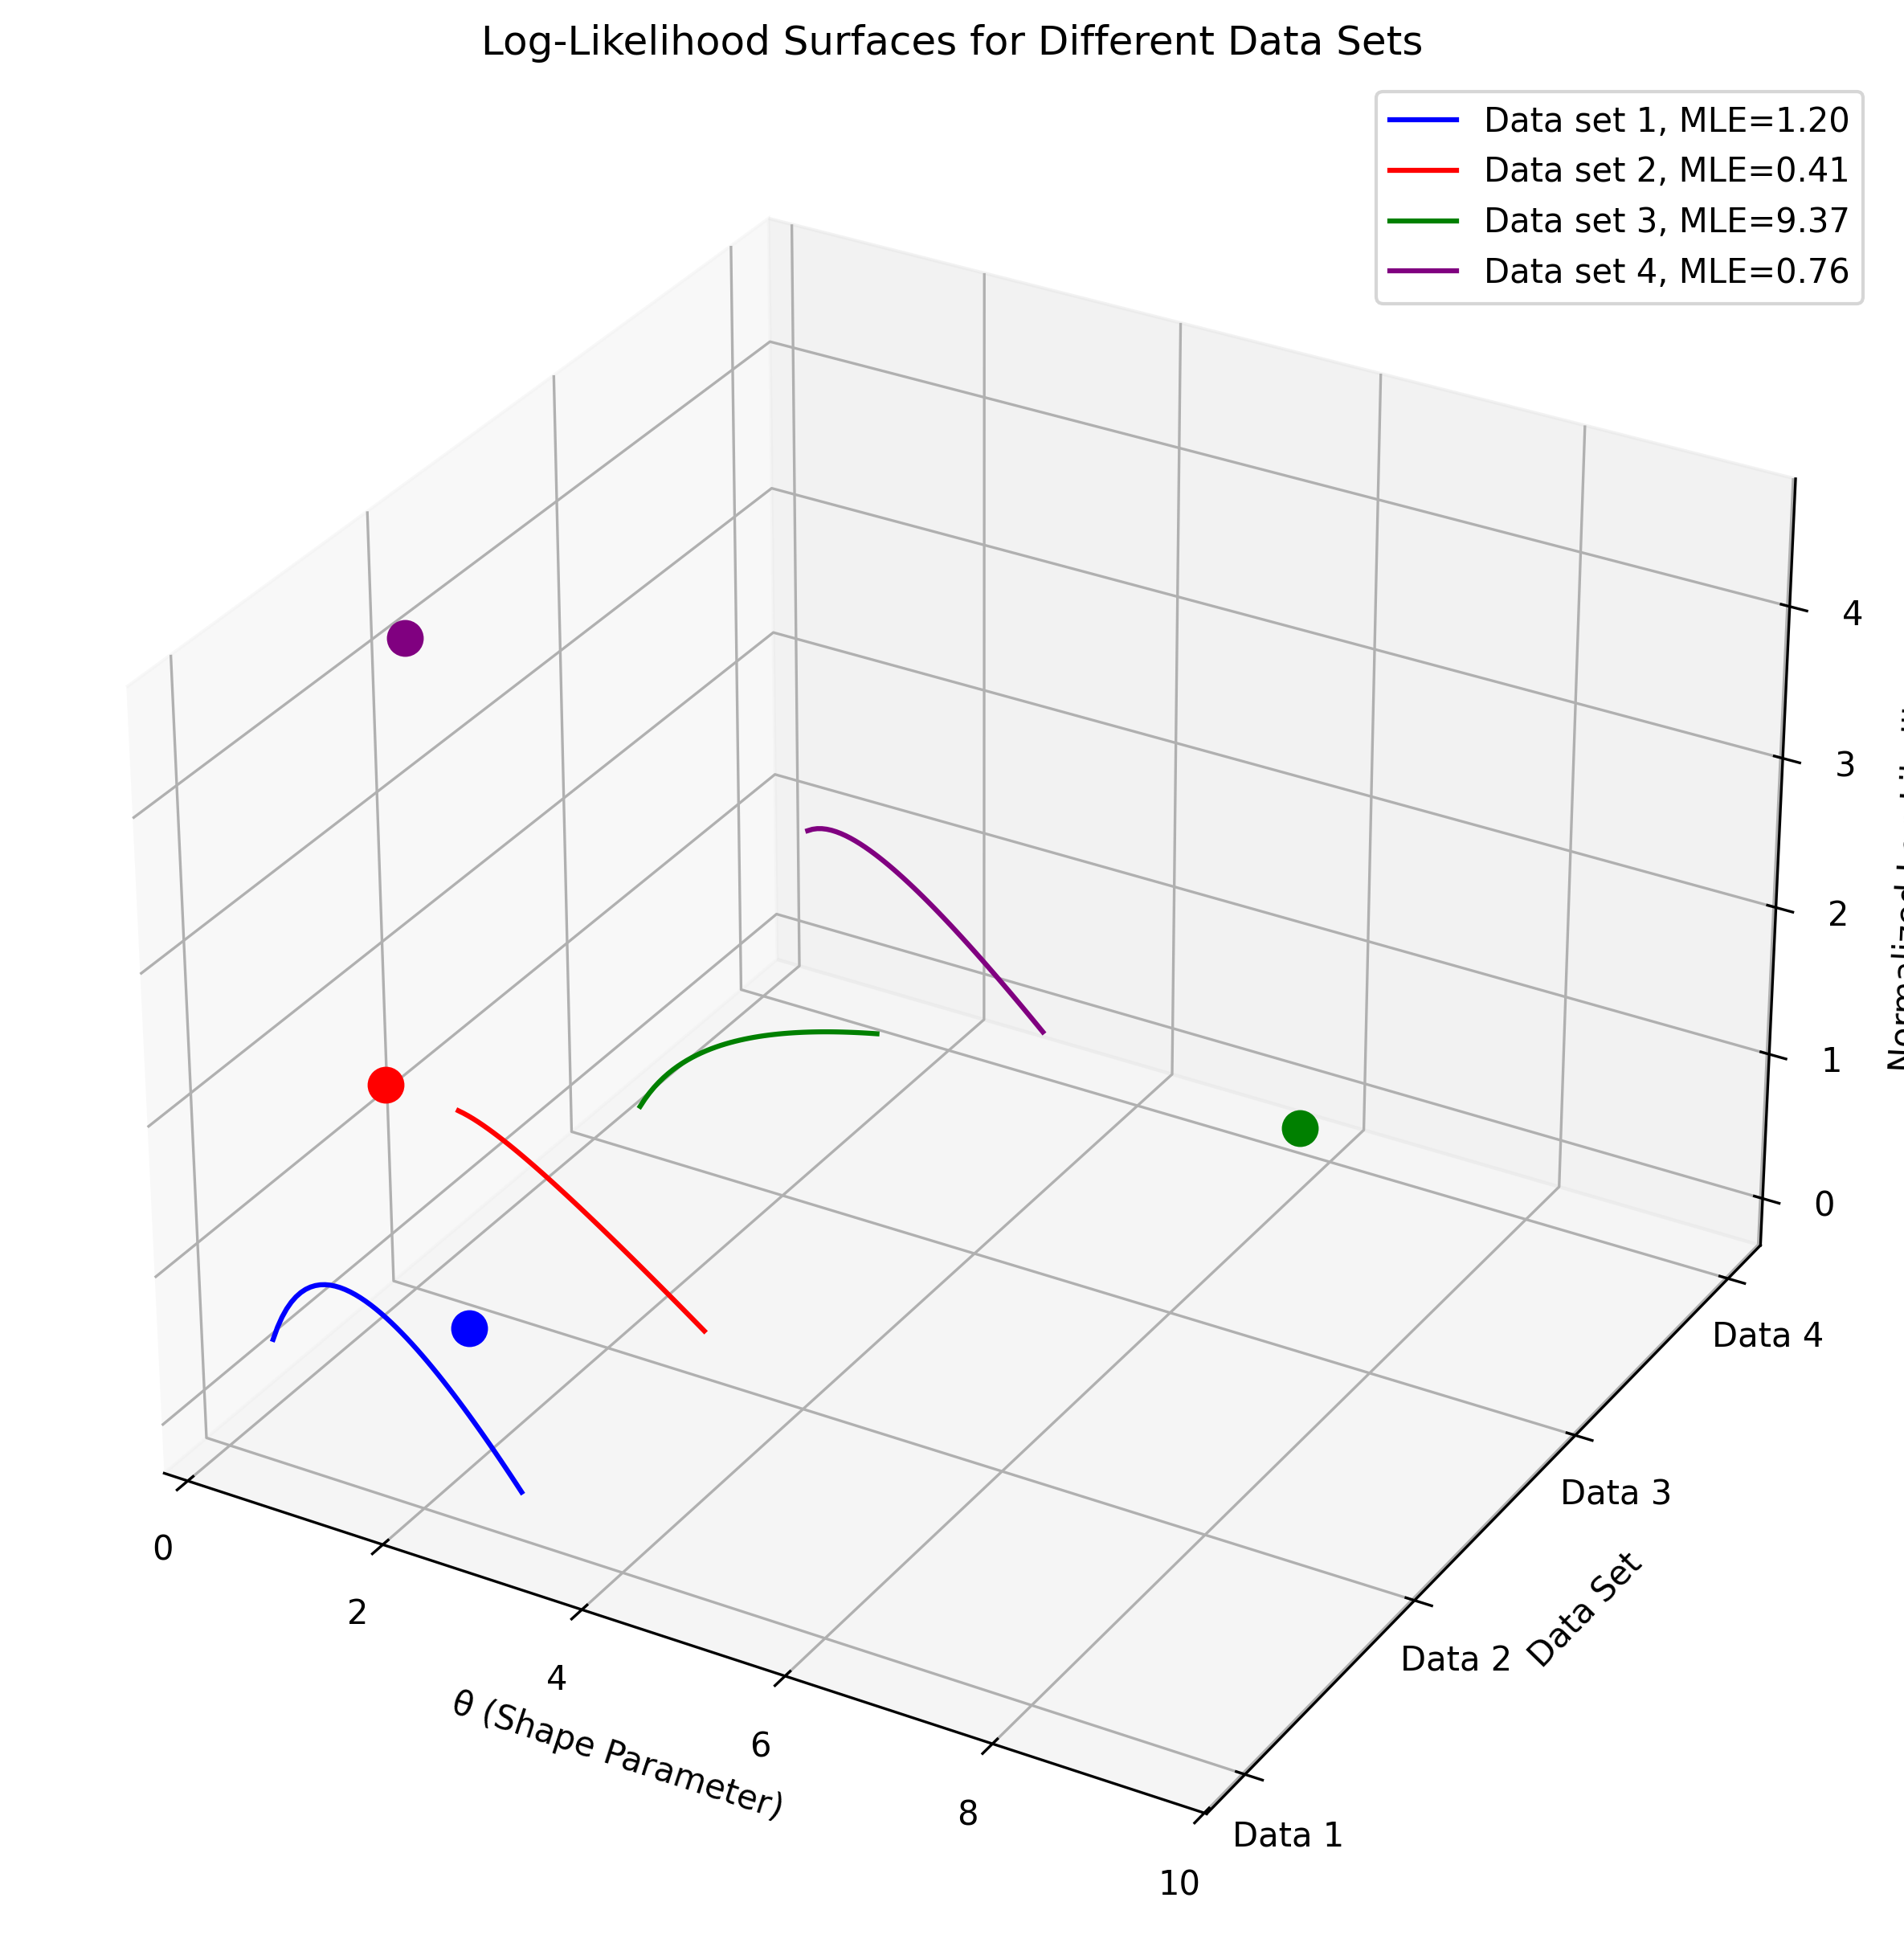 Log-Likelihood Surfaces for Different Data Sets
Data set 1, MLE=1.20
Data set 2, MLE=0.41
Data set 3, MLE=9.37
Data set 4, MLE=0.76
4
3
2
1
0
Data 4
Data 3
Data 2
Data 1
Data Set
0
2
4
6
8
10
θ (Shape Parameter)
Normalized